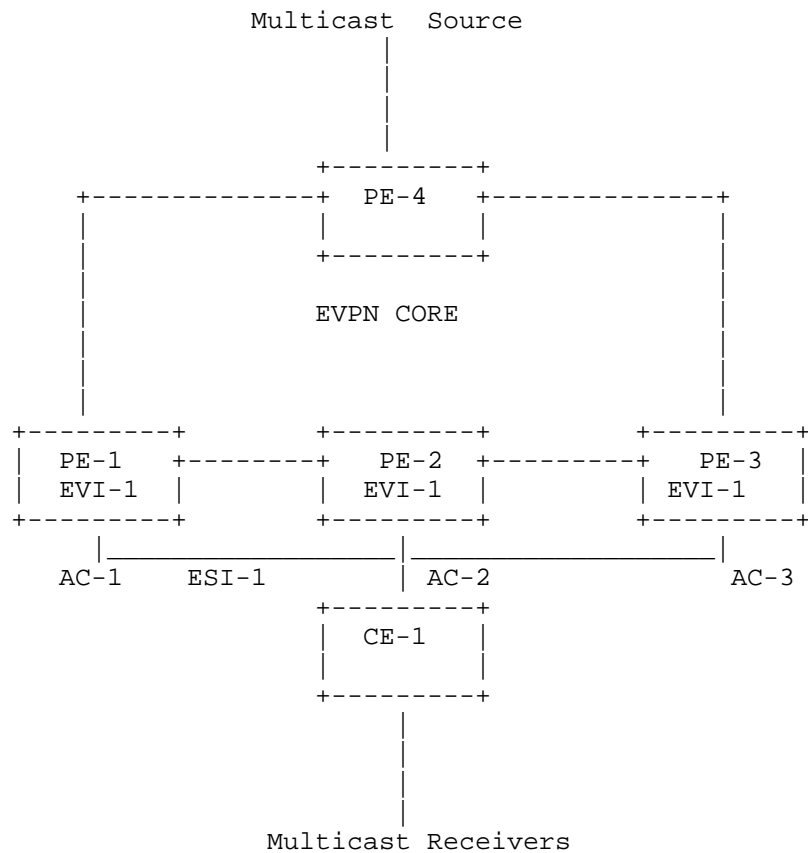 Multicast Source
PE-4
EVPN CORE
PE-1 PE-2 PE-3
EVI-1 EVI-1 EVI-1
AC-1 ESI-1 AC-2 AC-3
CE-1
Multicast Receivers